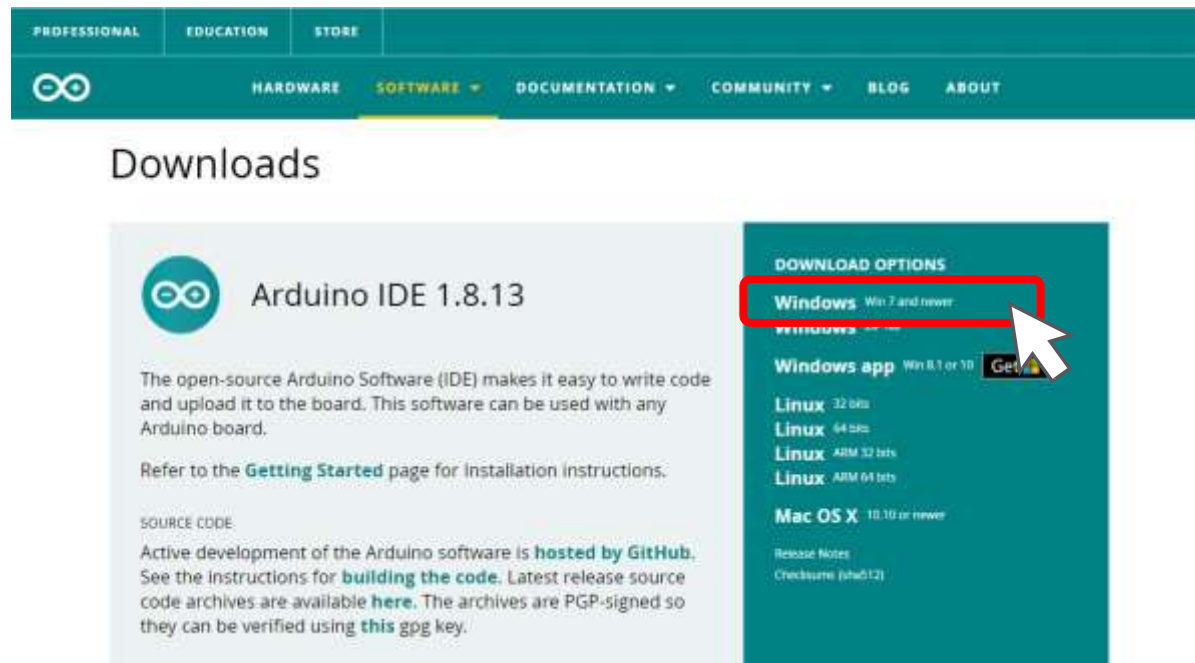 PROFESSIONAL EDUCATION STORE
HARDWARE SOFTWARE DOCUMENTATION COMMUNITY BLOG ABOUT
Downloads
Arduino IDE 1.8.13
The open-source Arduino Software (IDE) makes it easy to write code
and upload it to the board. This software can be used with any
Arduino board.
Refer to the Getting Started page for Installation instructions.
SOURCE CODE
Active development of the Arduino software is hosted by GitHub.
See the instructions for building the code. Latest release source
code archives are available here. The archives are PGP-signed so
they can be verified using this gpg key.
DOWNLOAD OPTIONS
Windows Win 7 and newer
Windows
Windows app Win 8.1 or 10 Get
Linux 32 bits
Linux 64 bits
Linux ARM 32 bits
Linux ARM 64 bits
Mac OS X 10.10 or newer
Release Notes
Checksums (sha512)